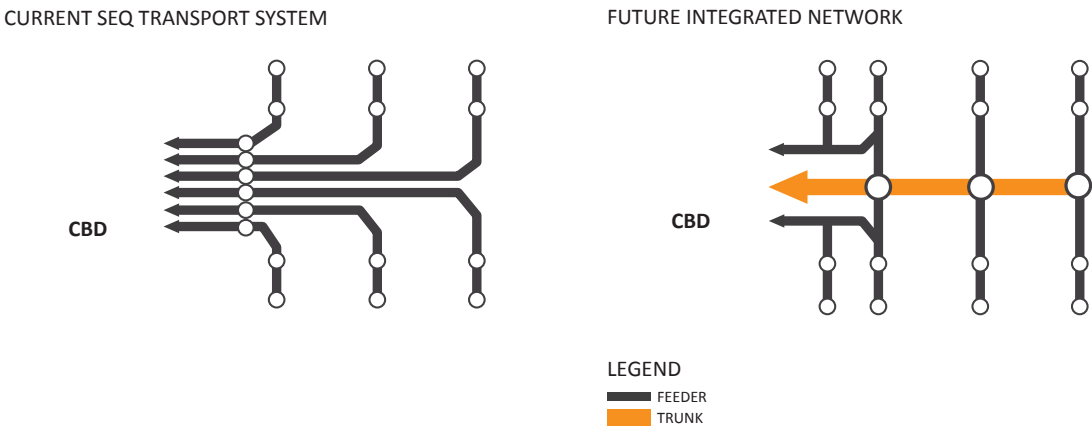 CURRENT SEQ TRANSPORT SYSTEM
CBD
FUTURE INTEGRATED NETWORK
CBD
LEGEND
FEEDER
TRUNK